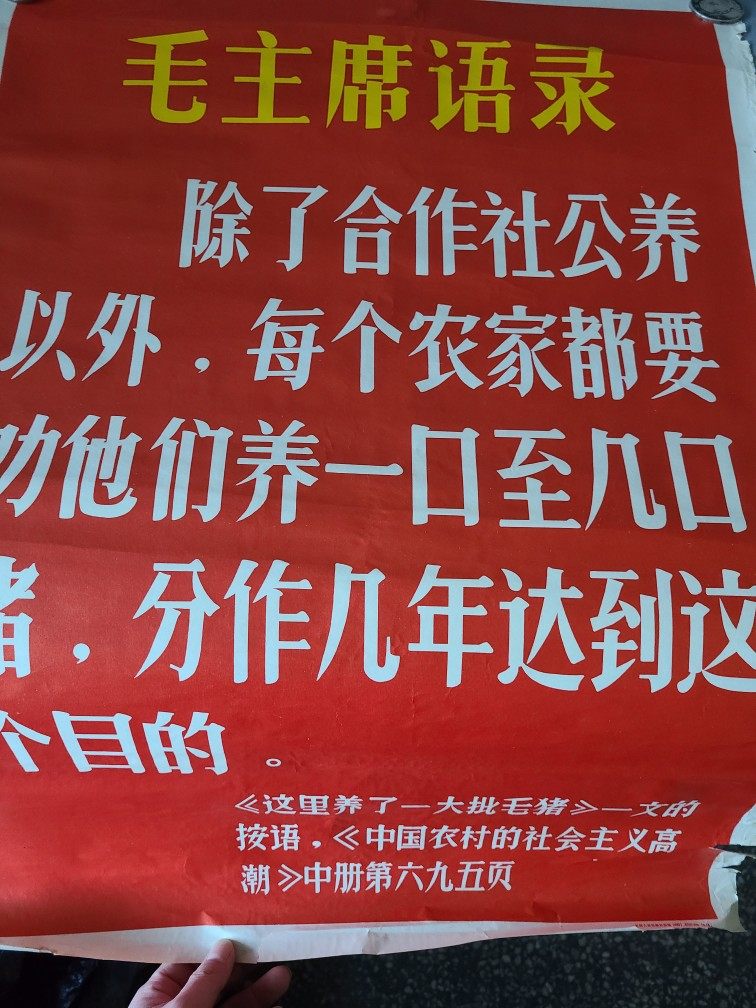 毛主席语录
除了合作社公养
以外，每个农家都要
他们养一口至几口
猪，分作几年达到这
个目的。
《这里养了一大批毛猪》一文的
按语，《中国农村的社会主义高
潮》中册第六九五页